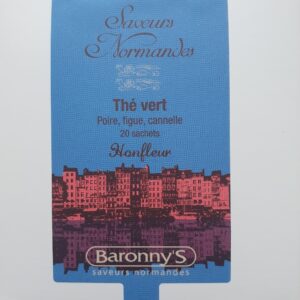 Saveurs
Normandes
Thé vert
Poire, figue, cannelle
20 sachets
Honfleur
Baronny'S
saveurs normandes